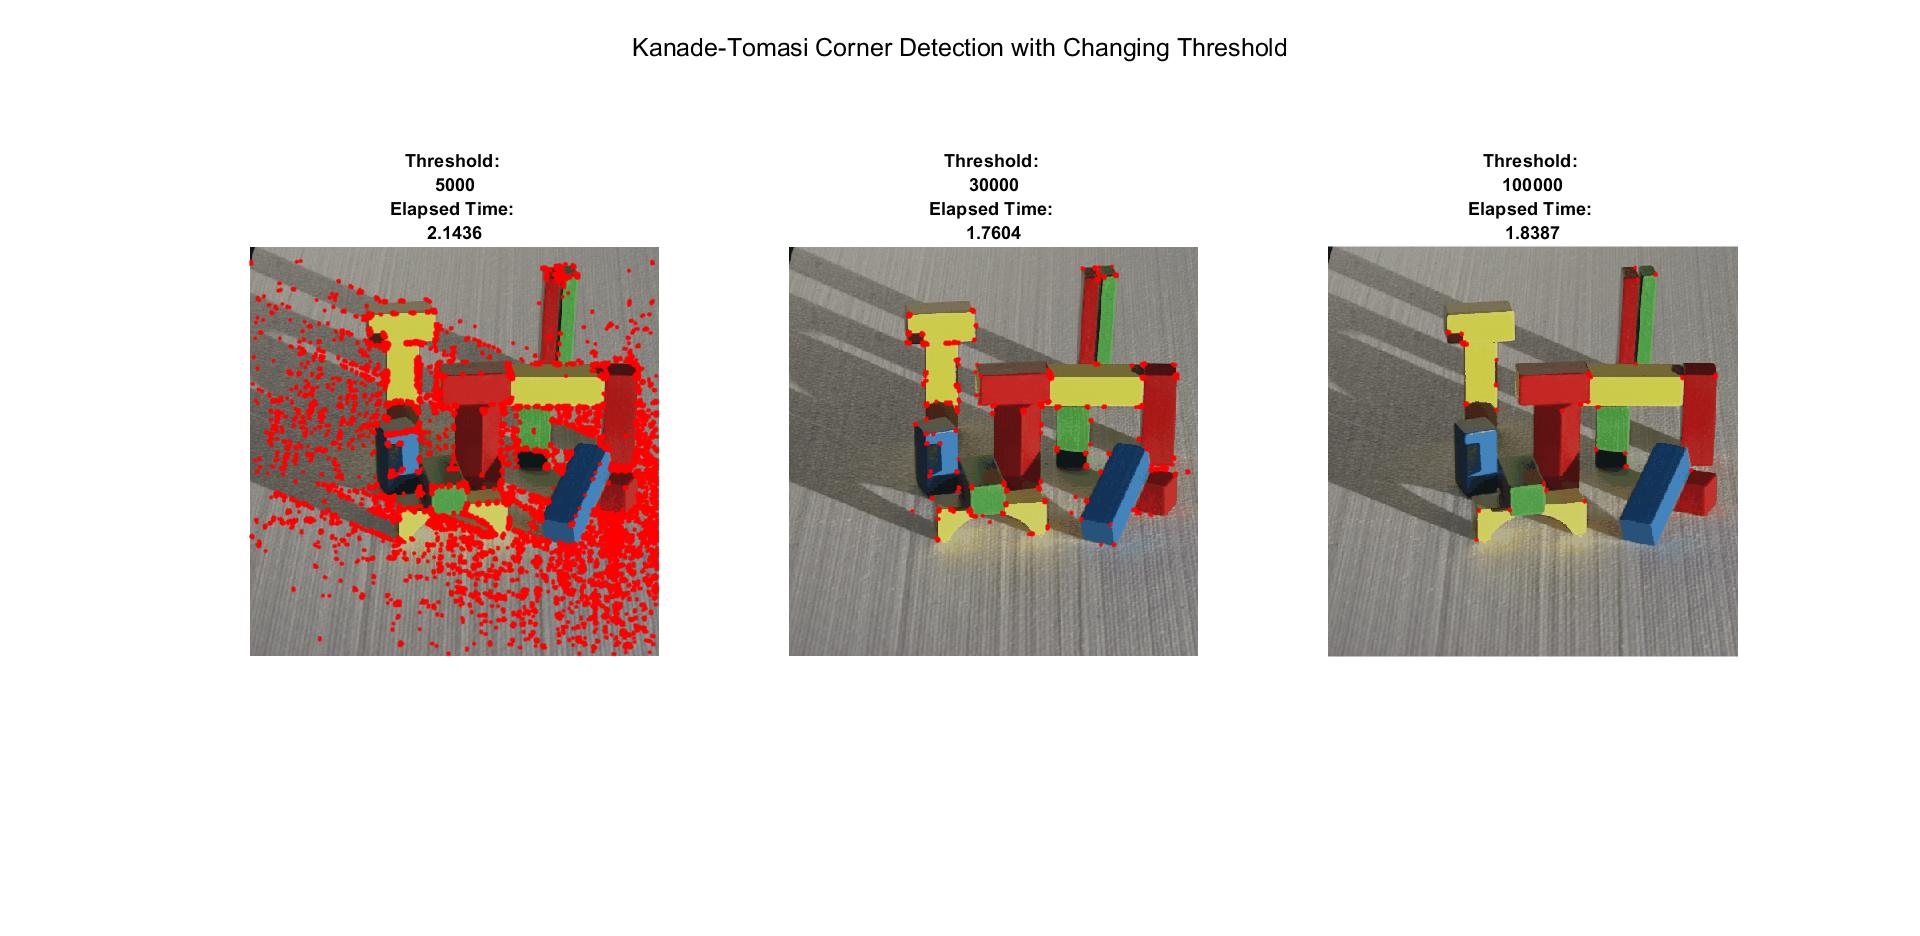 Kanade-Tomasi Corner Detection with Changing Threshold
Threshold:
5000
Elapsed Time:
2.1436
Threshold:
30000
Elapsed Time:
1.7604
Threshold:
100000
Elapsed Time:
1.8387